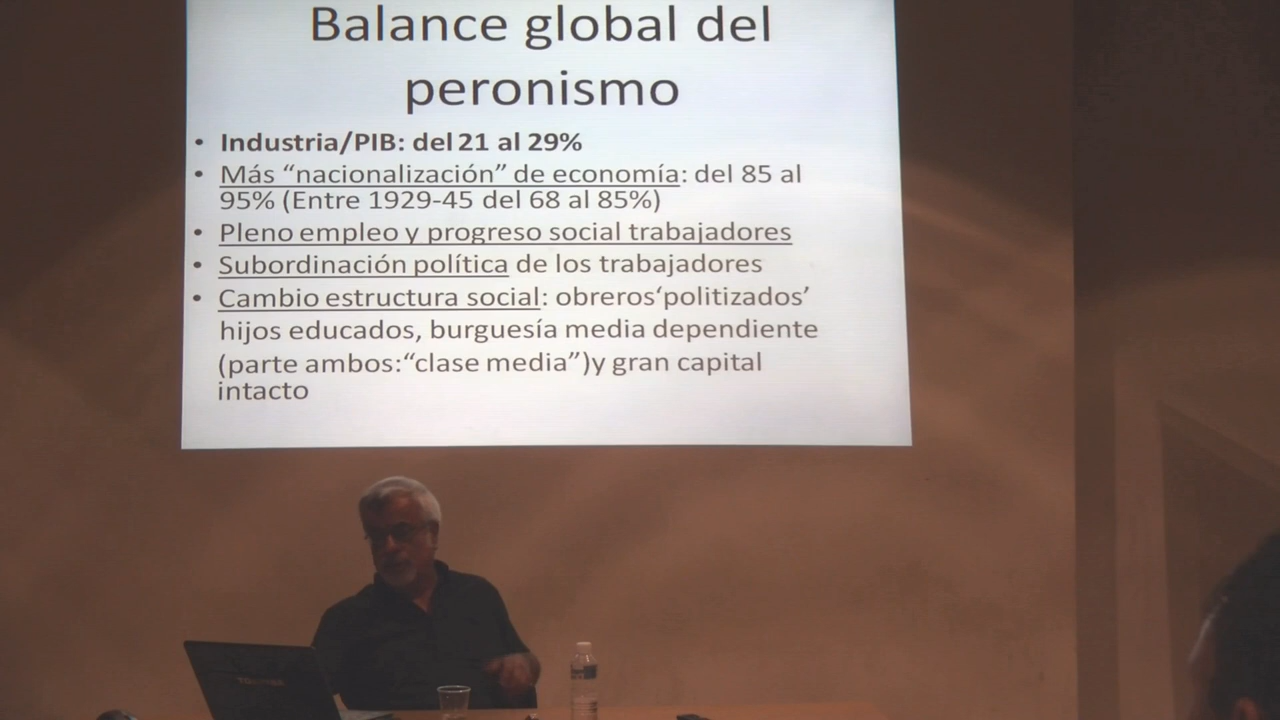 Balance global del
peronismo
• Industria/PIB: del 21 al 29%
• Más “nacionalización” de economía: del 85 al
95% (Entre 1929-45 del 68 al 85%)
• Pleno empleo y progreso social trabajadores
• Subordinación política de los trabajadores
• Cambio estructura social: obreros‘politizados’
hijos educados, burguesía media dependiente
(parte ambos:“clase media”)y gran capital
intacto
TOSHIBA